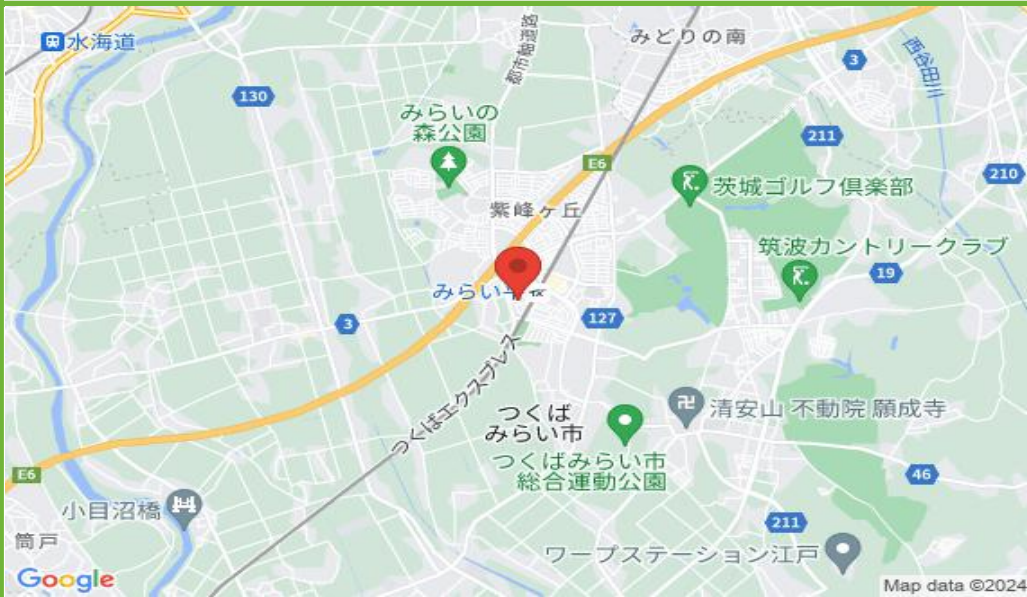 水海道
みどりの南
都市軸道路
3
西谷田川
130
みらいの
森公園
211
E6
210
茨城ゴルフ倶楽部
紫峰ヶ丘
筑波カントリークラブ
19
みらい平
127
3
つくばエクスプレス
つくば
みらい市
清安山 不動院 願成寺
つくばみらい市
総合運動公園
E6
46
小目沼橋
211
筒戸
ワープステーション江戸
Google
Map data ©2024